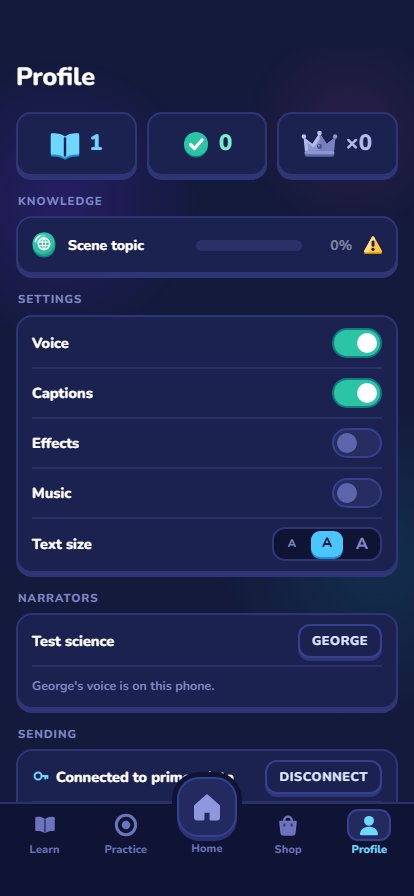 Profile
1
0
×0
KNOWLEDGE
Scene topic
0%
SETTINGS
Voice
Captions
Effects
Music
Text size
A A A
NARRATORS
Test science
GEORGE
George's voice is on this phone.
SENDING
Connected to
DISCONNECT
Learn
Practice
Home
Shop
Profile